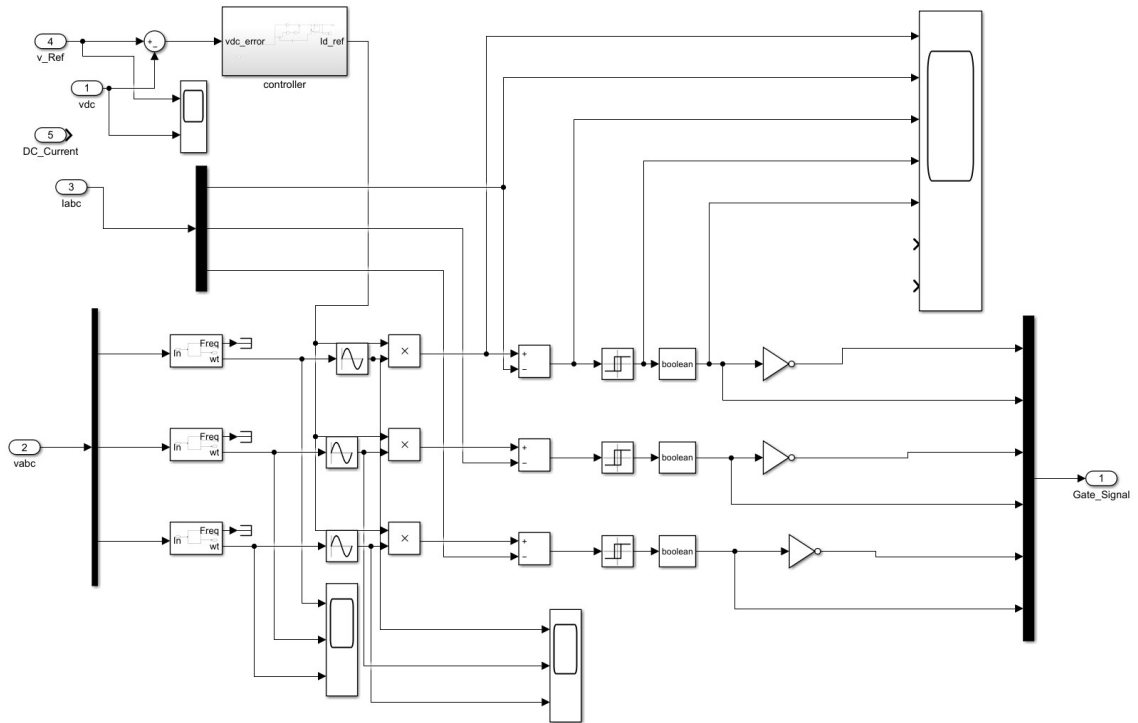 4
v_Ref
vdc_error
Id_ref
controller
1
vdc
5
DC_Current
3
Iabc
In
Freq
wt
boolean
2
vabc
In
Freq
wt
boolean
1
Gate_Signal
In
Freq
wt
boolean